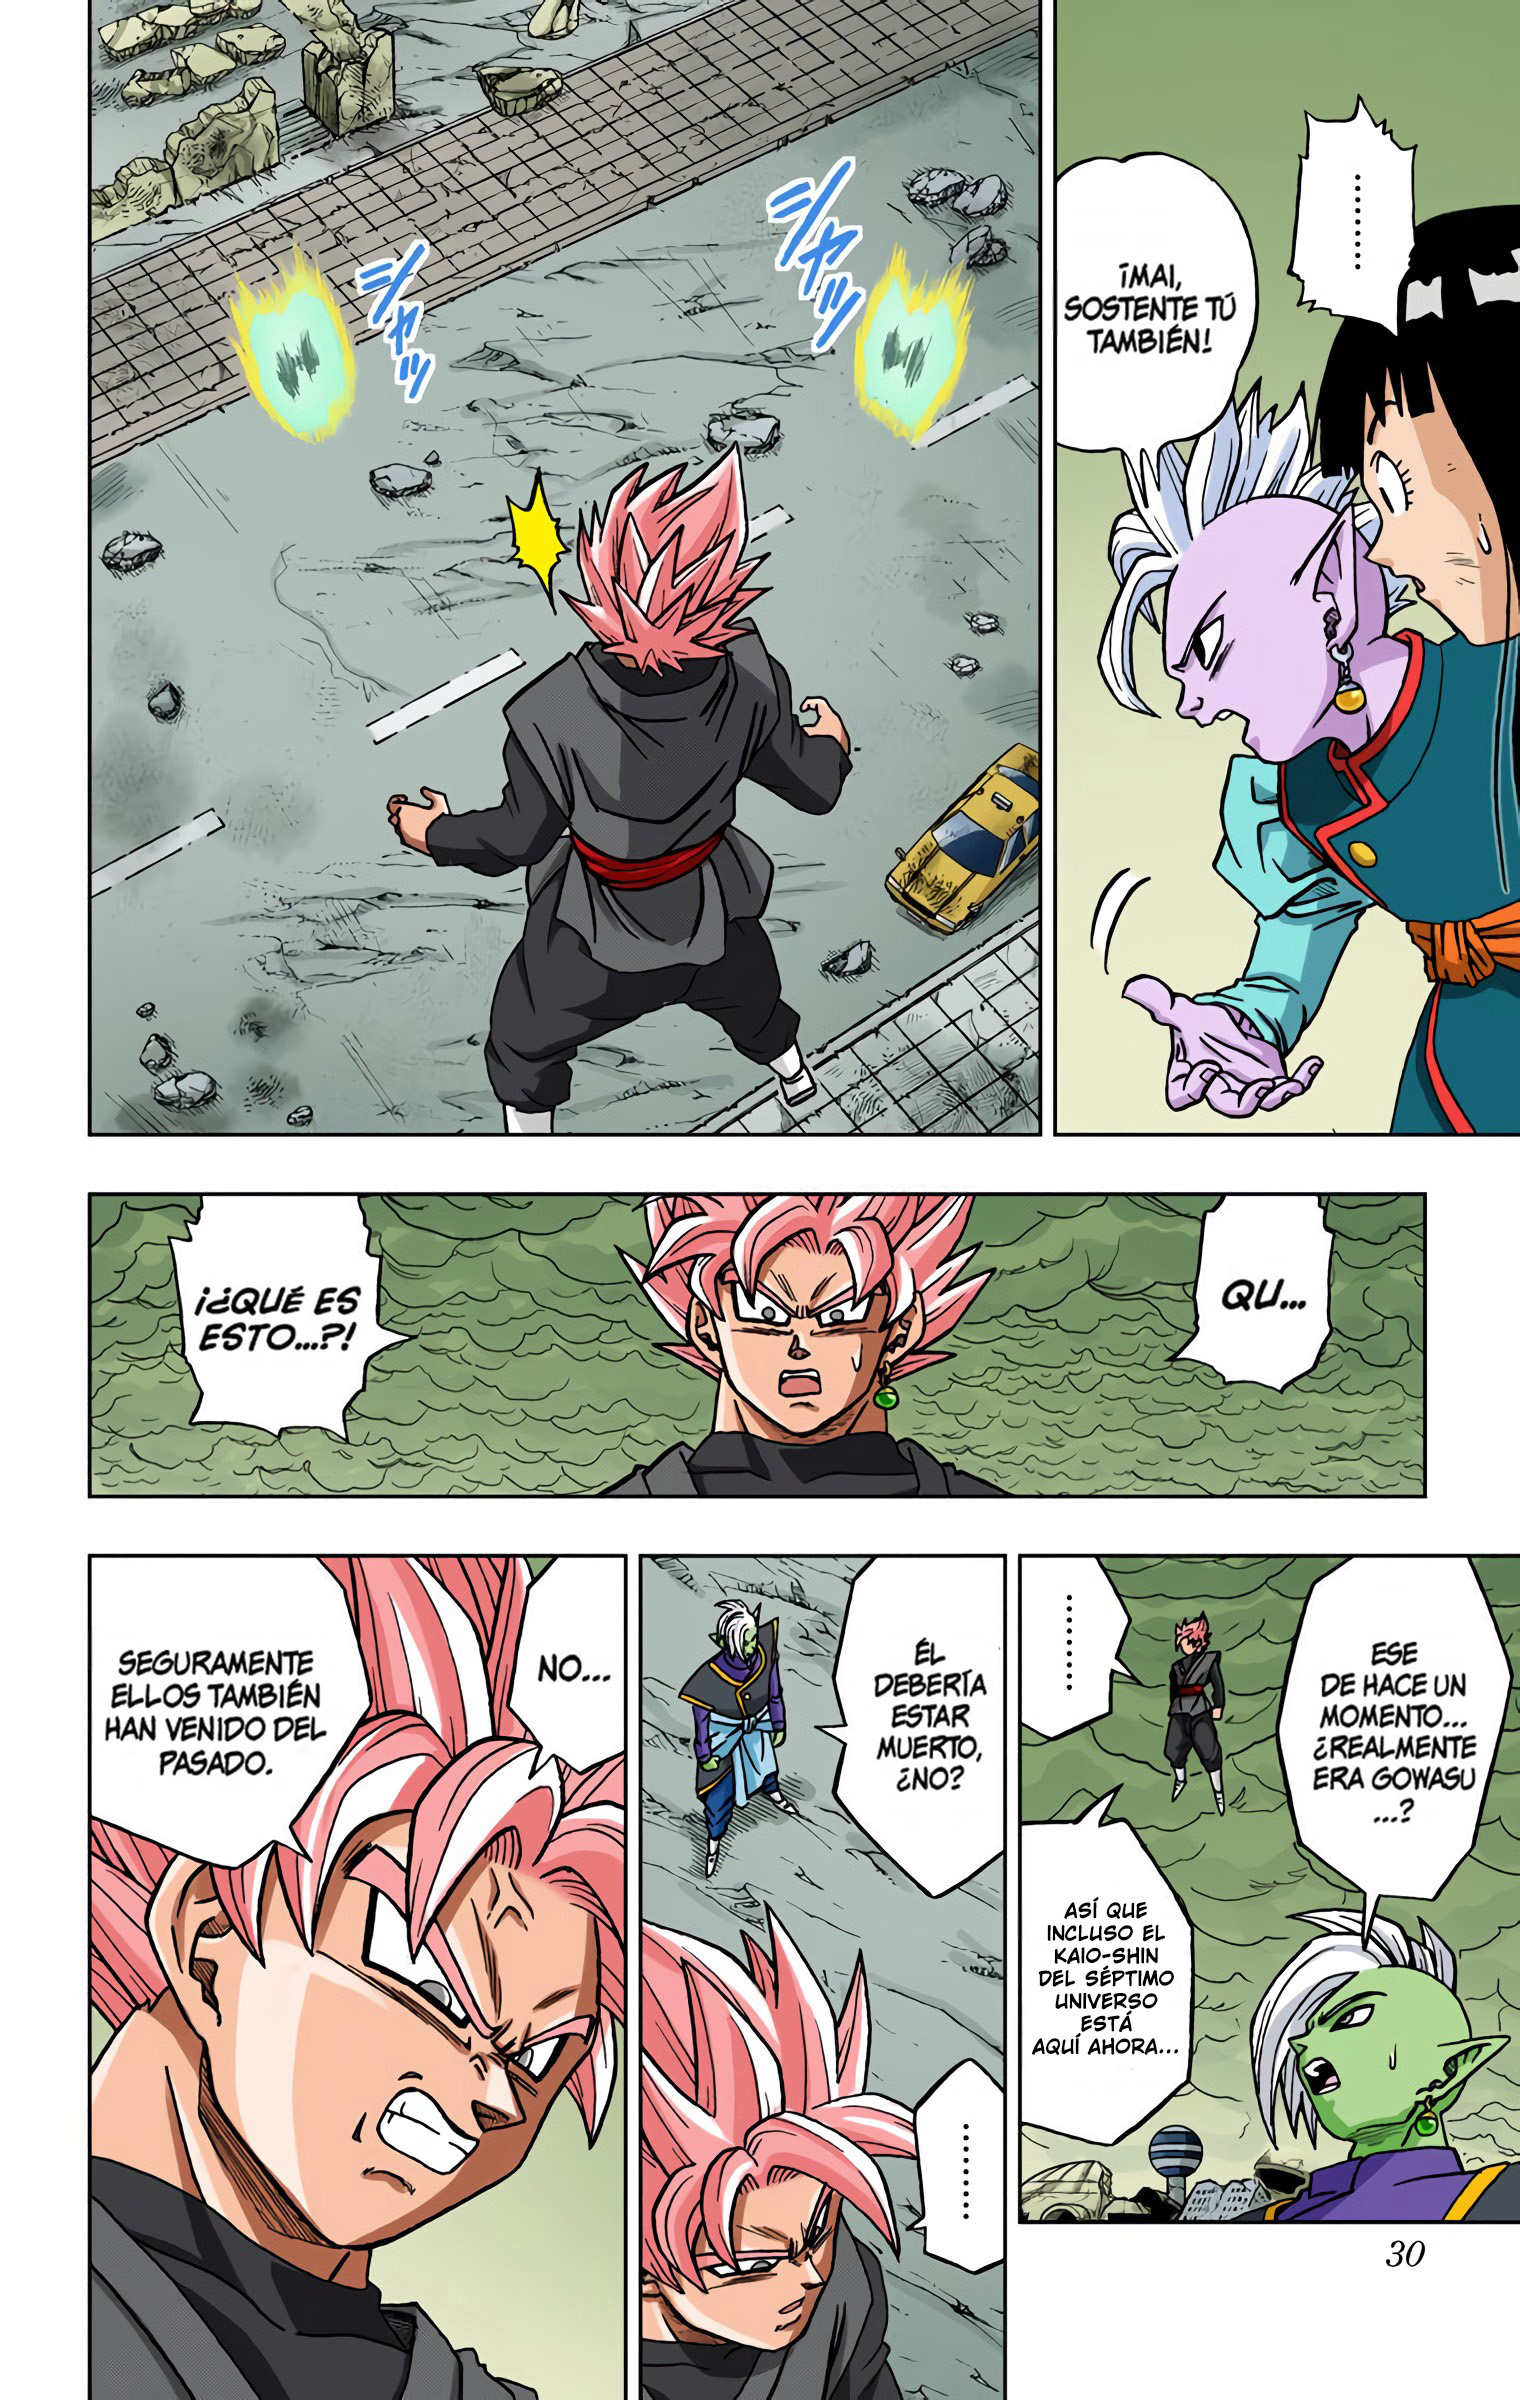 ………
¡MAI,
SOSTENTE TÚ
TAMBIÉN!
シャッ
シャッ
QU...
¡¿QUÉ ES
ESTO...?!
ESE
DE HACE UN
MOMENTO...
¿REALMENTE
ERA GOWASU
...?
………
ASÍ QUE
INCLUSO EL
KAIO-SHIN
DEL SÉPTIMO
UNIVERSO
ESTÁ
AQUÍ AHORA...
ÉL
DEBERÍA
ESTAR
MUERTO,
¿NO?
………
NO...
SEGURAMENTE
ELLOS TAMBIÉN
HAN VENIDO DEL
PASADO.
30